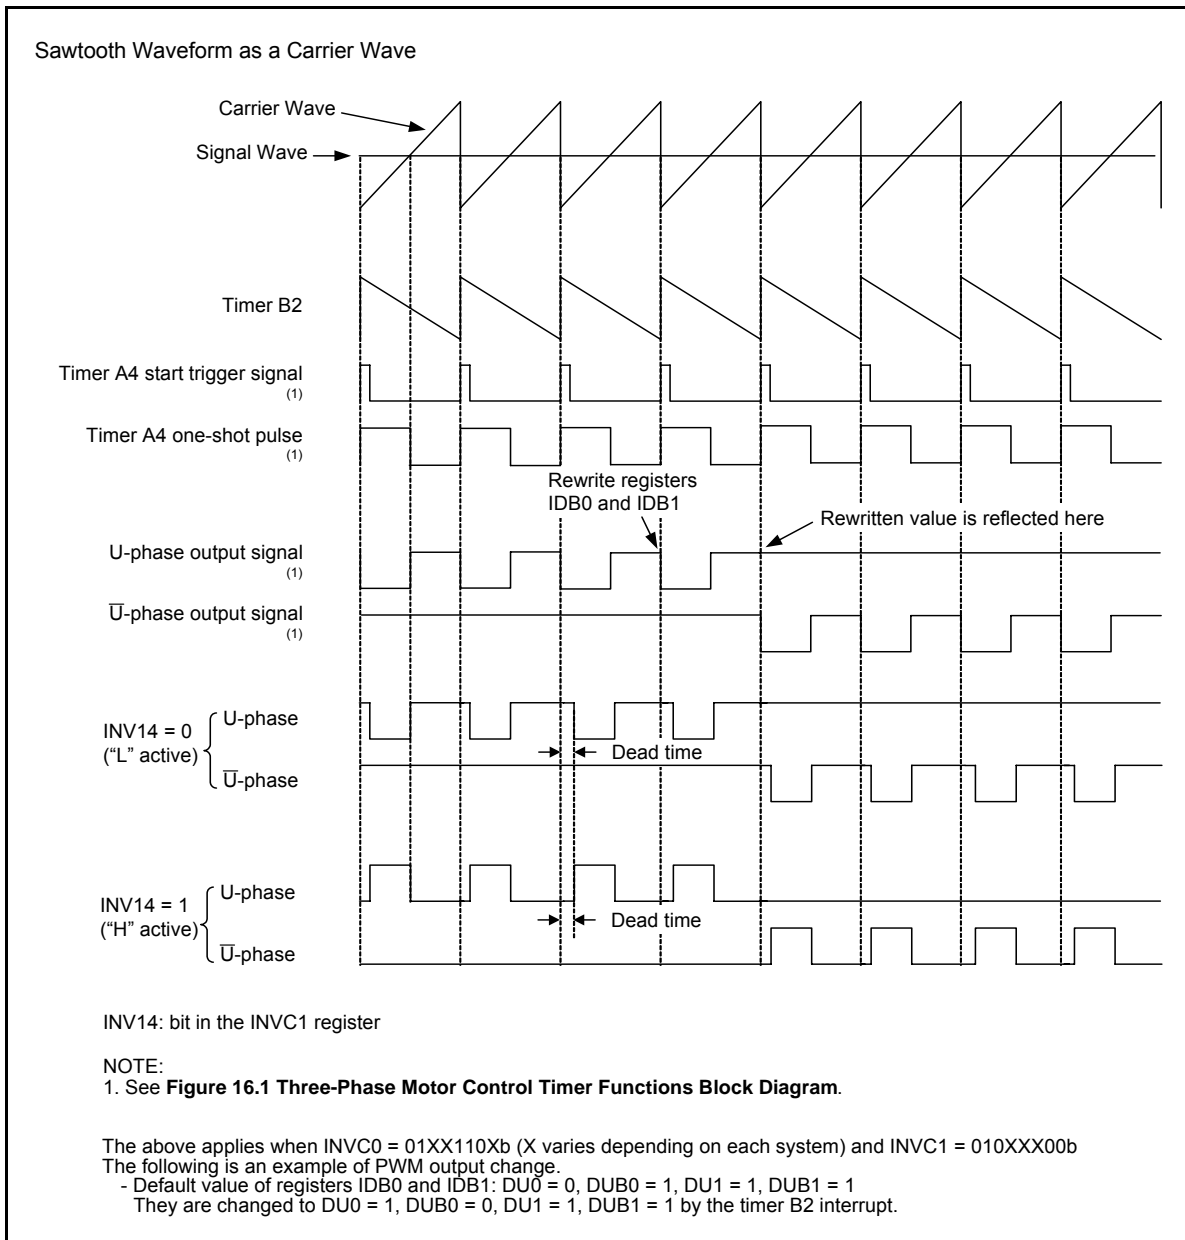 Sawtooth Waveform as a Carrier Wave
Carrier Wave
Signal Wave
Timer B2
Timer A4 start trigger signal
(1)
Timer A4 one-shot pulse
(1)
Rewrite registers
IDB0 and IDB1
Rewritten value is reflected here
U-phase output signal
(1)
U̅-phase output signal
(1)
INV14 = 0
("L" active)
U-phase
U̅-phase
Dead time
INV14 = 1
("H" active)
U-phase
U̅-phase
Dead time
INV14: bit in the INVC1 register
NOTE:
1. See Figure 16.1 Three-Phase Motor Control Timer Functions Block Diagram.
The above applies when INVC0 = 01XX110Xb (X varies depending on each system) and INVC1 = 010XXX00b
The following is an example of PWM output change.
- Default value of registers IDB0 and IDB1: DU0 = 0, DUB0 = 1, DU1 = 1, DUB1 = 1
They are changed to DU0 = 1, DUB0 = 0, DU1 = 1, DUB1 = 1 by the timer B2 interrupt.